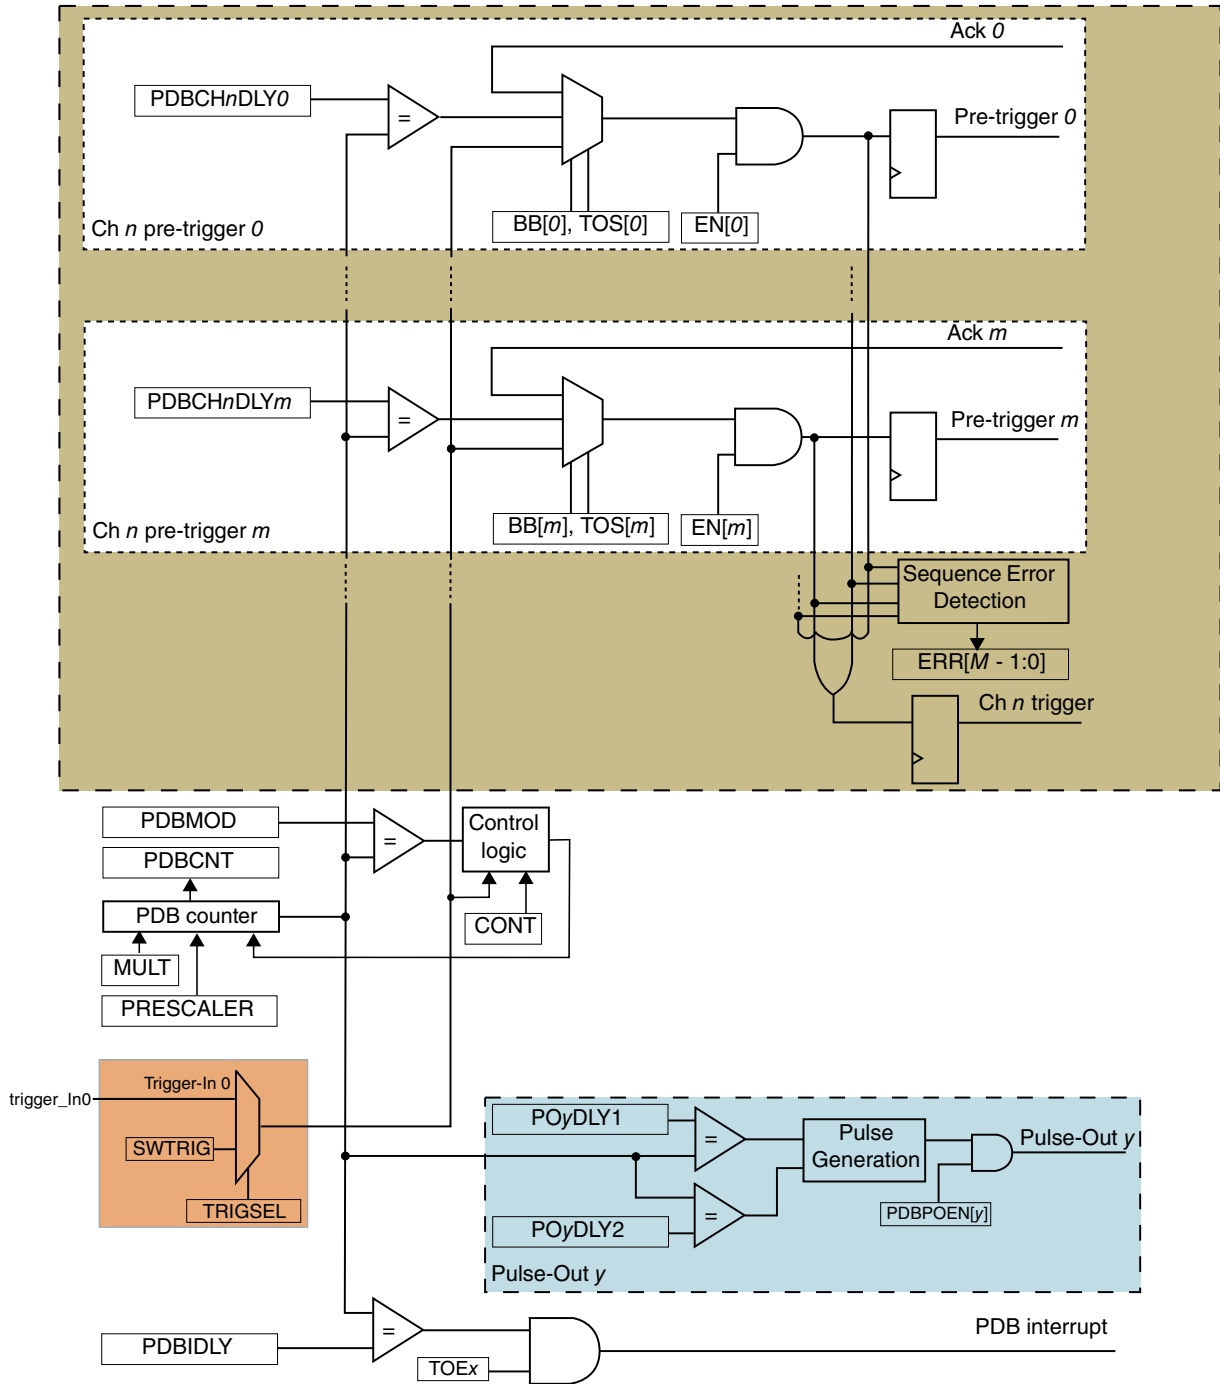 Ack 0
PDBCHnDLY0
=
Pre-trigger 0
BB[0], TOS[0]
EN[0]
Ch n pre-trigger 0
Ack m
PDBCHnDLYm
=
Pre-trigger m
BB[m], TOS[m]
EN[m]
Ch n pre-trigger m
Sequence Error
Detection
ERR[M - 1:0]
Ch n trigger
PDBMOD
=
Control
logic
PDBCNT
PDB counter
CONT
MULT
PRESCALER
trigger_In0
Trigger-In 0
SWTRIG
TRIGSEL
POyDLY1
=
Pulse
Generation
Pulse-Out y
PDBPOEN[y]
POyDLY2
=
Pulse-Out y
PDBIDLY
=
TOEx
PDB interrupt